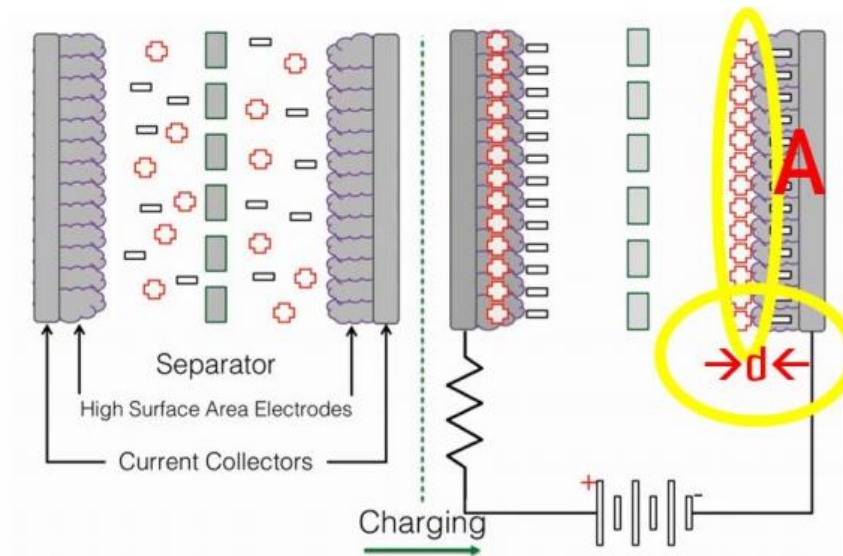 A
Separator
d
High Surface Area Electrodes
Current Collectors
+
-
Charging